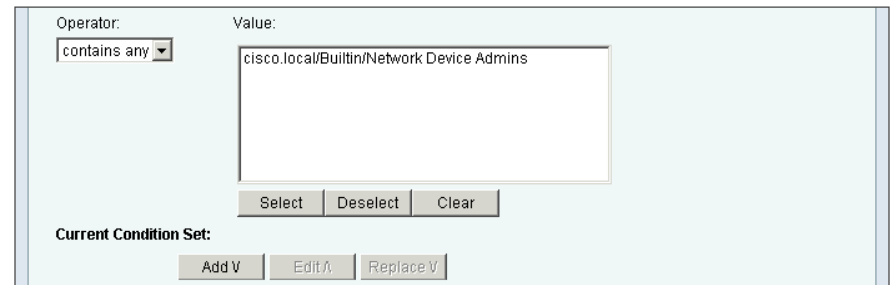 Operator:
Value:
contains any
cisco.local/Builtin/Network Device Admins
Select
Deselect
Clear
Current Condition Set:
Add V
Edit Λ
Replace V